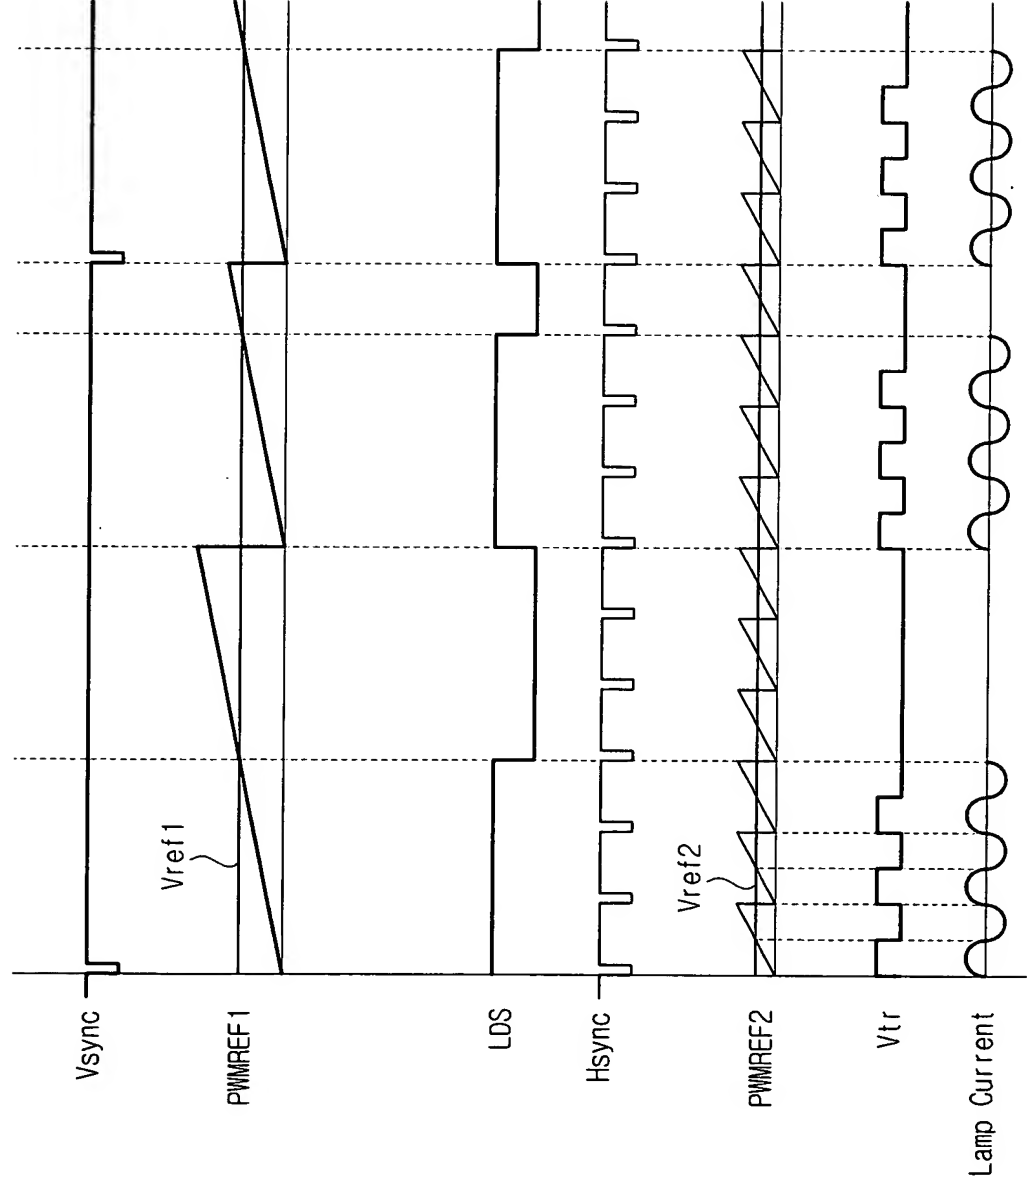 Vsync
PWMREF1
Vref1
LDS
Hsync
PWMREF2
Vref2
Vtr
Lamp Current